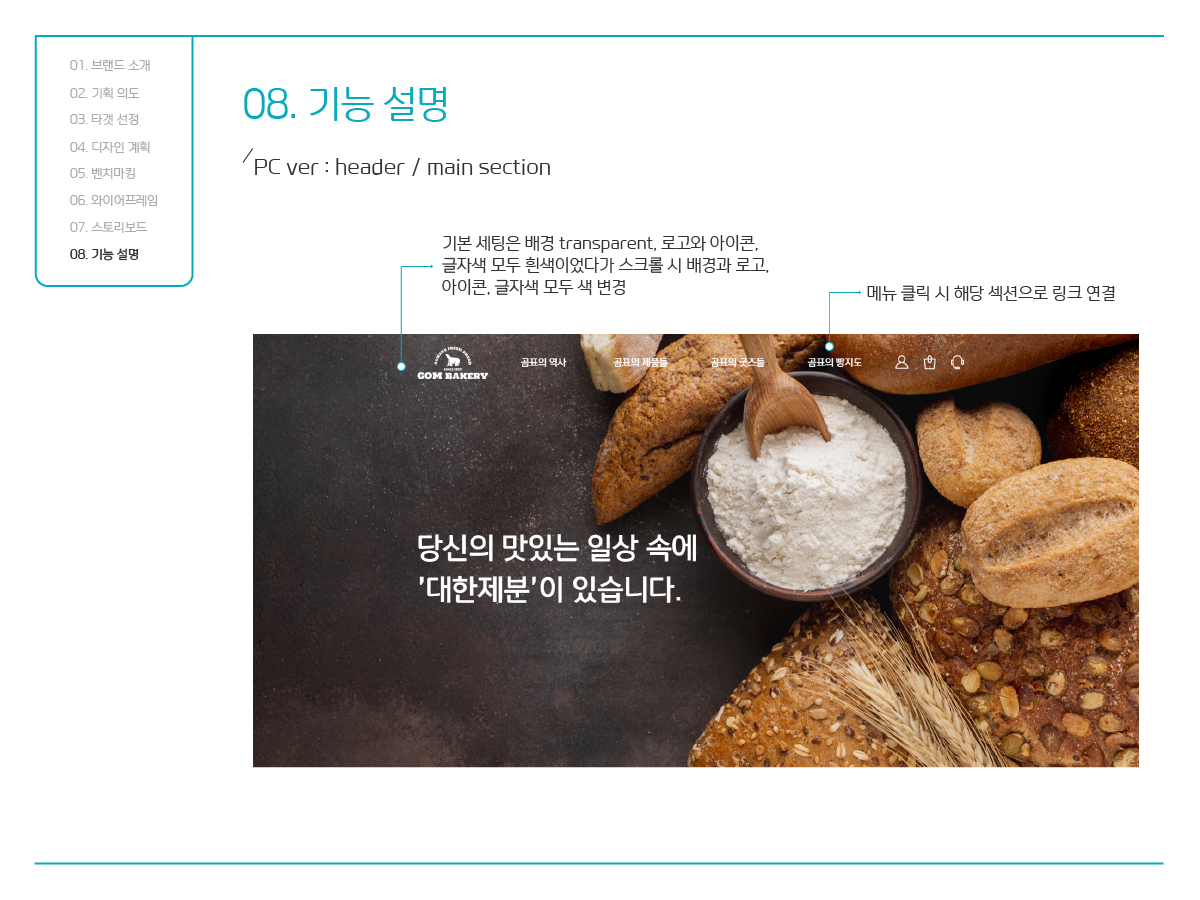 01. 브랜드 소개
02. 기획 의도
03. 타겟 선정
04. 디자인 계획
05. 벤치마킹
06. 와이어프레임
07. 스토리보드
08. 기능 설명
08. 기능 설명
PC ver : header / main section
기본 세팅은 배경 transparent, 로고와 아이콘,
글자색 모두 흰색이었다가 스크롤 시 배경과 로고,
아이콘, 글자색 모두 색 변경
메뉴 클릭 시 해당 섹션으로 링크 연결
GOM BAKERY
곰표의 역사
곰표의 제품들
곰표의 굿즈들
곰표의 빵지도
당신의 맛있는 일상 속에
'대한제분'이 있습니다.